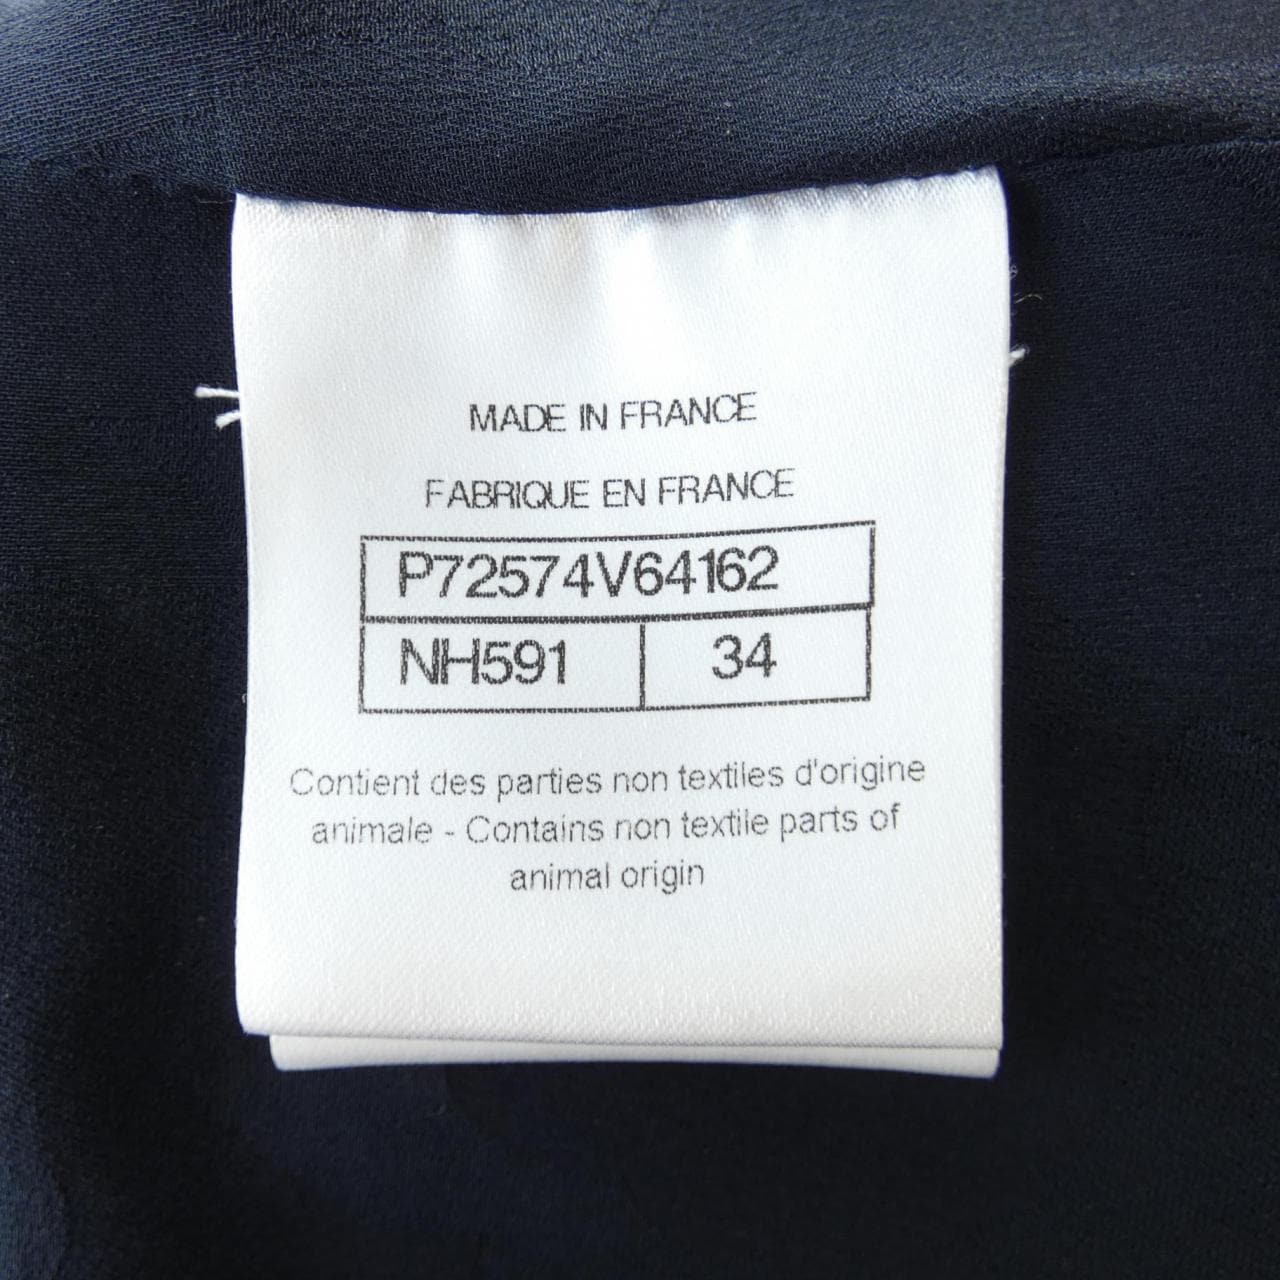 MADE IN FRANCE
FABRIQUE EN FRANCE
P72574V64162
NH591 34
Contient des parties non textiles d'origine
animale - Contains non textile parts of
animal origin